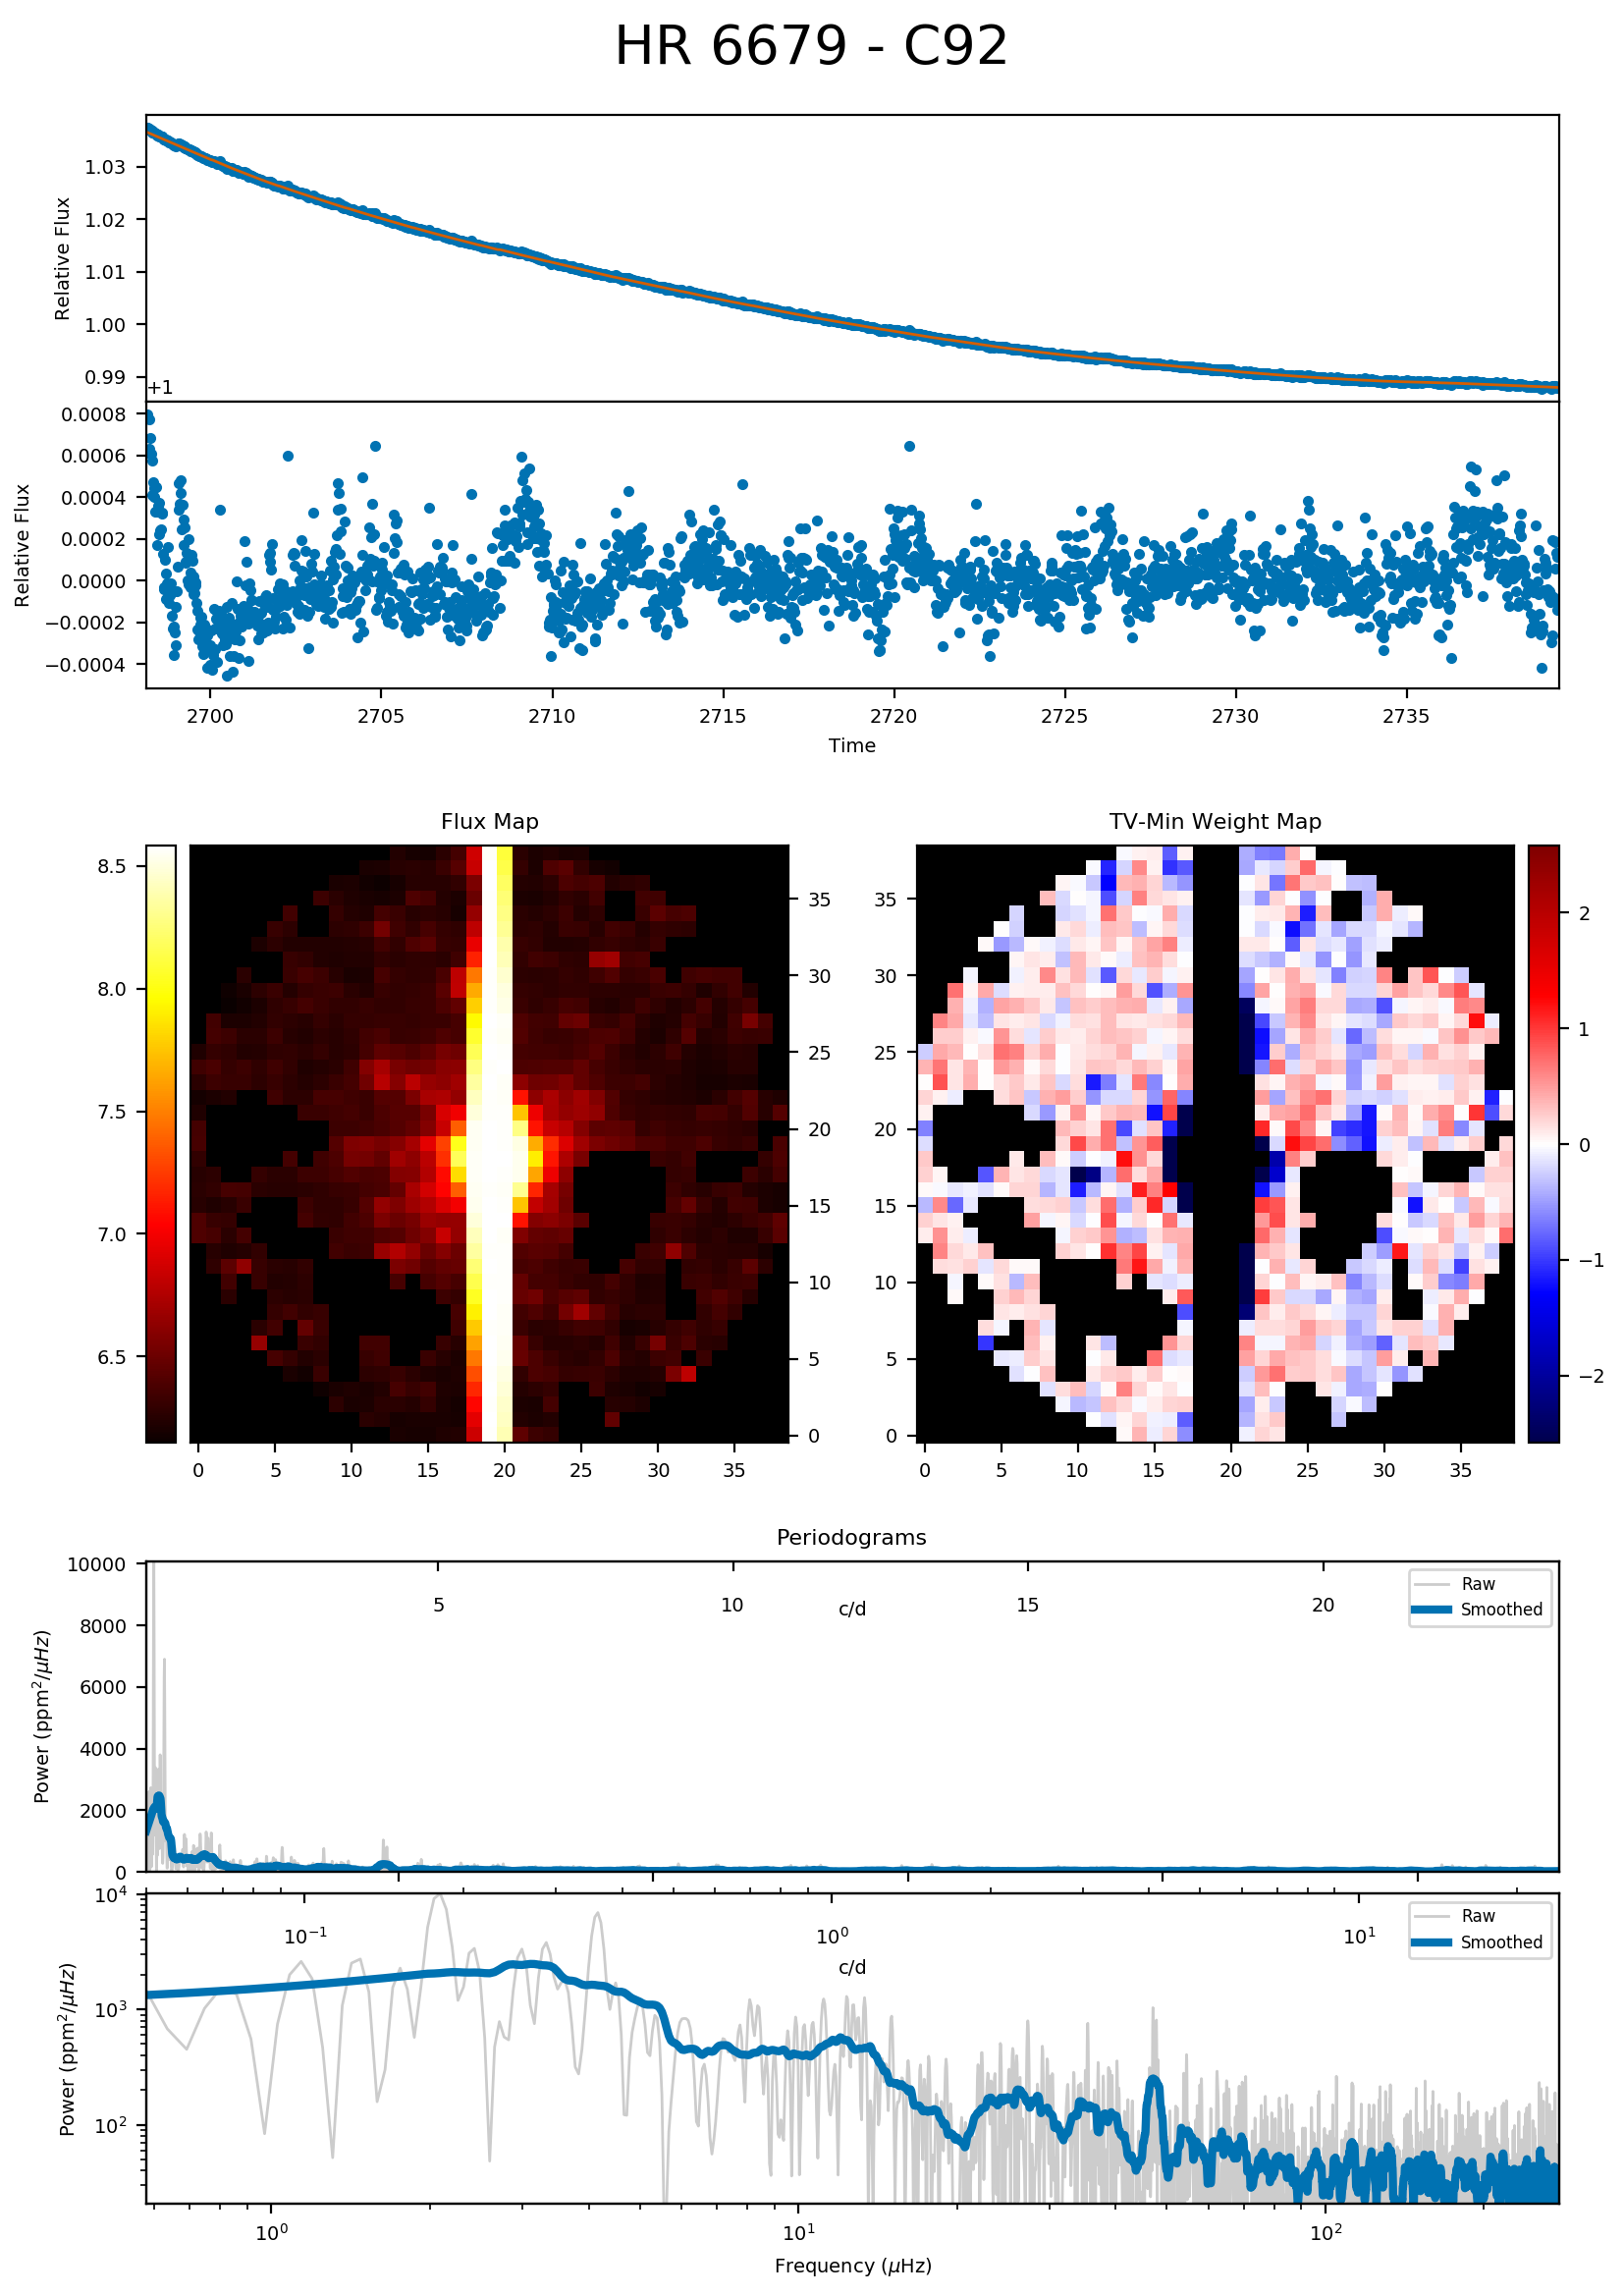 HR 6679 - C92
Relative Flux
1.03
1.02
1.01
1.00
0.99
+1
Relative Flux
0.0008
0.0006
0.0004
0.0002
0.0000
−0.0002
−0.0004
2700 2705 2710 2715 2720 2725 2730 2735
Time
Flux Map
8.5
8.0
7.5
7.0
6.5
35
30
25
20
15
10
5
0
0 5 10 15 20 25 30 35
TV-Min Weight Map
35
30
25
20
15
10
5
0
0 5 10 15 20 25 30 35
2
1
0
−1
−2
Periodograms
Power (ppm²/μHz)
10000
8000
6000
4000
2000
0
5 10 15 20
c/d
Raw
Smoothed
Power (ppm²/μHz)
10⁴
10³
10²
10⁻¹ 10⁰ 10¹
c/d
Raw
Smoothed
10⁰ 10¹ 10²
Frequency (μHz)